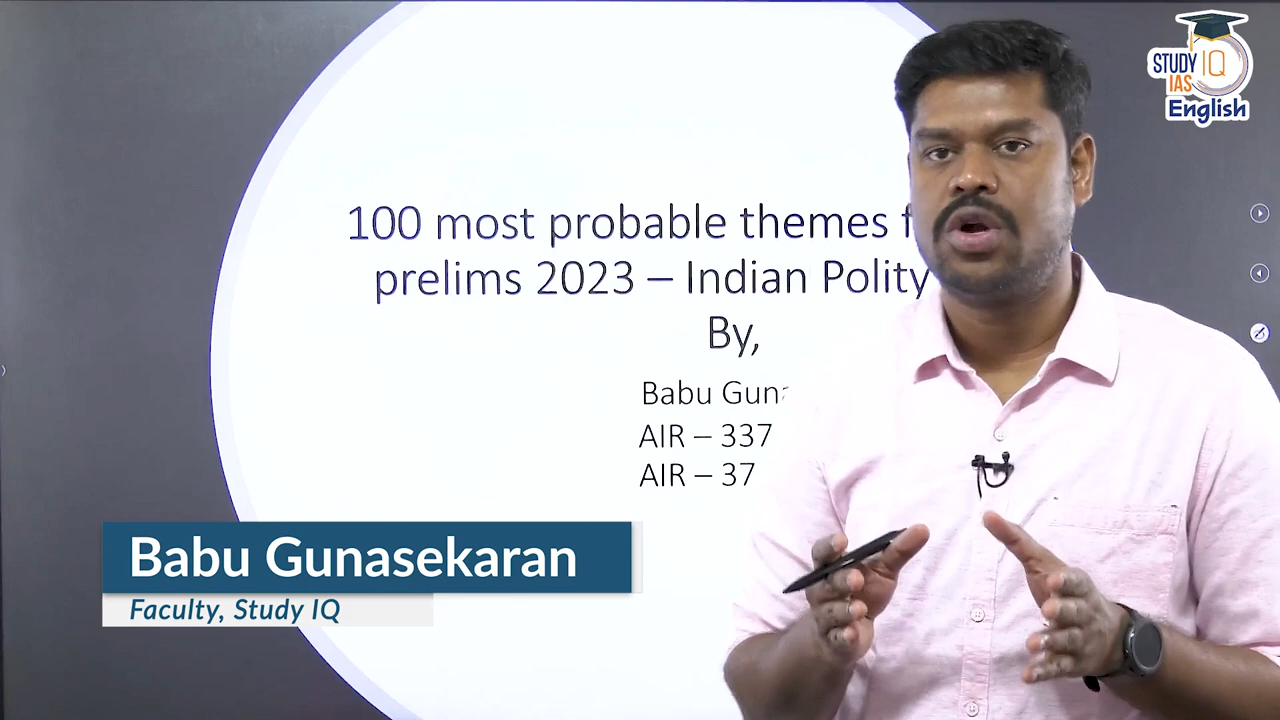 STUDY IQ
IAS
English
100 most probable themes
prelims 2023 – Indian Polity
By,
Babu
AIR – 337
AIR – 37
Babu Gunasekaran
Faculty, Study IQ